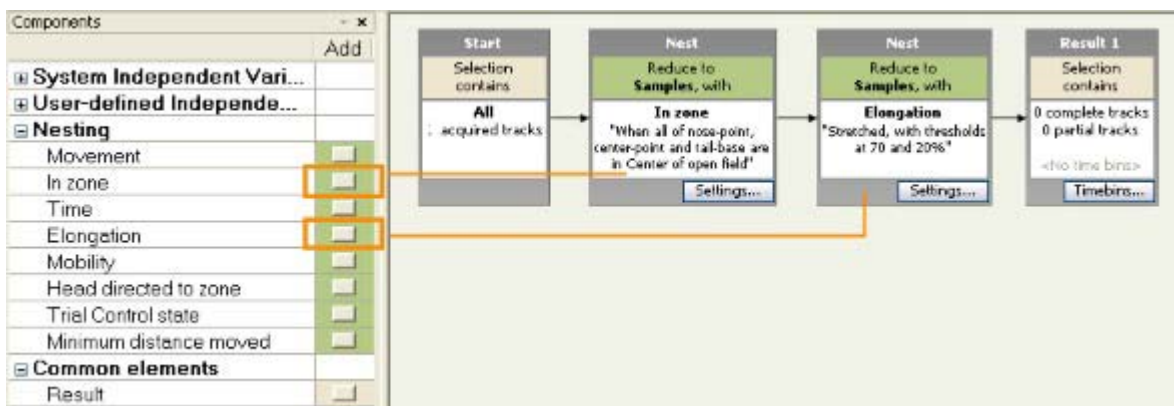 Components
Add
System Independent Vari...
User-defined Independe...
Nesting
Movement
In zone
Time
Elongation
Mobility
Head directed to zone
Trial Control state
Minimum distance moved
Common elements
Result
Start
Selection
contains
All
acquired tracks
Nest
Reduce to
Samples, with
In zone
"When all of nose-point,
center-point and tail-base are
in Center of open field"
Settings...
Nest
Reduce to
Samples, with
Elongation
"Stretched, with thresholds
at 70 and 20%"
Settings...
Result 1
Selection
contains
0 complete tracks
0 partial tracks
<No time bins>
Timebins...